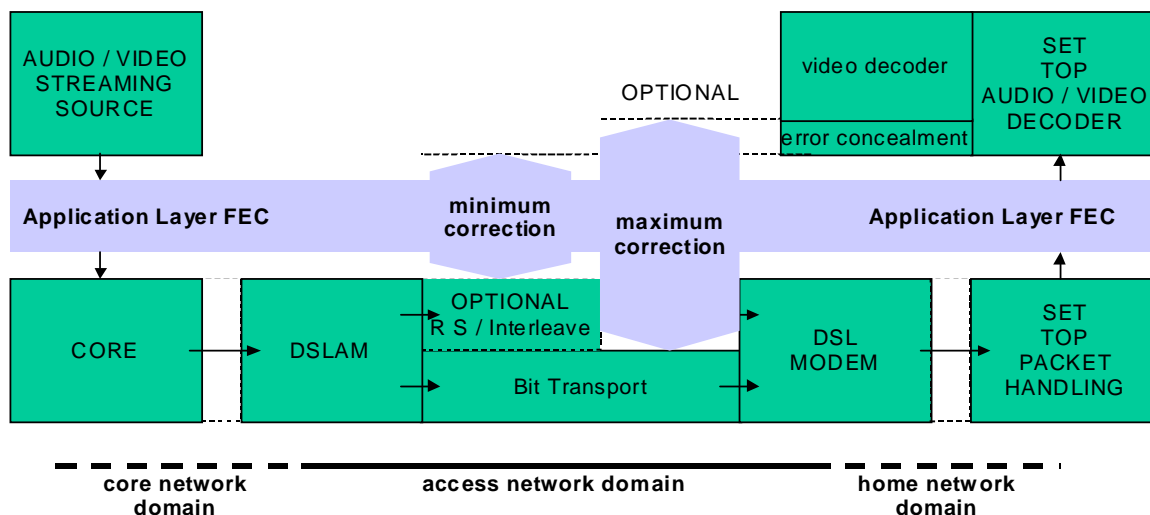 AUDIO / VIDEO
STREAMING
SOURCE
OPTIONAL
video decoder
error concealment
SET
TOP
AUDIO / VIDEO
DECODER
Application Layer FEC
minimum
correction
maximum
correction
Application Layer FEC
CORE
DSLAM
OPTIONAL
R S / Interleave
Bit Transport
DSL
MODEM
SET
TOP
PACKET
HANDLING
core network
domain
access network domain
home network
domain